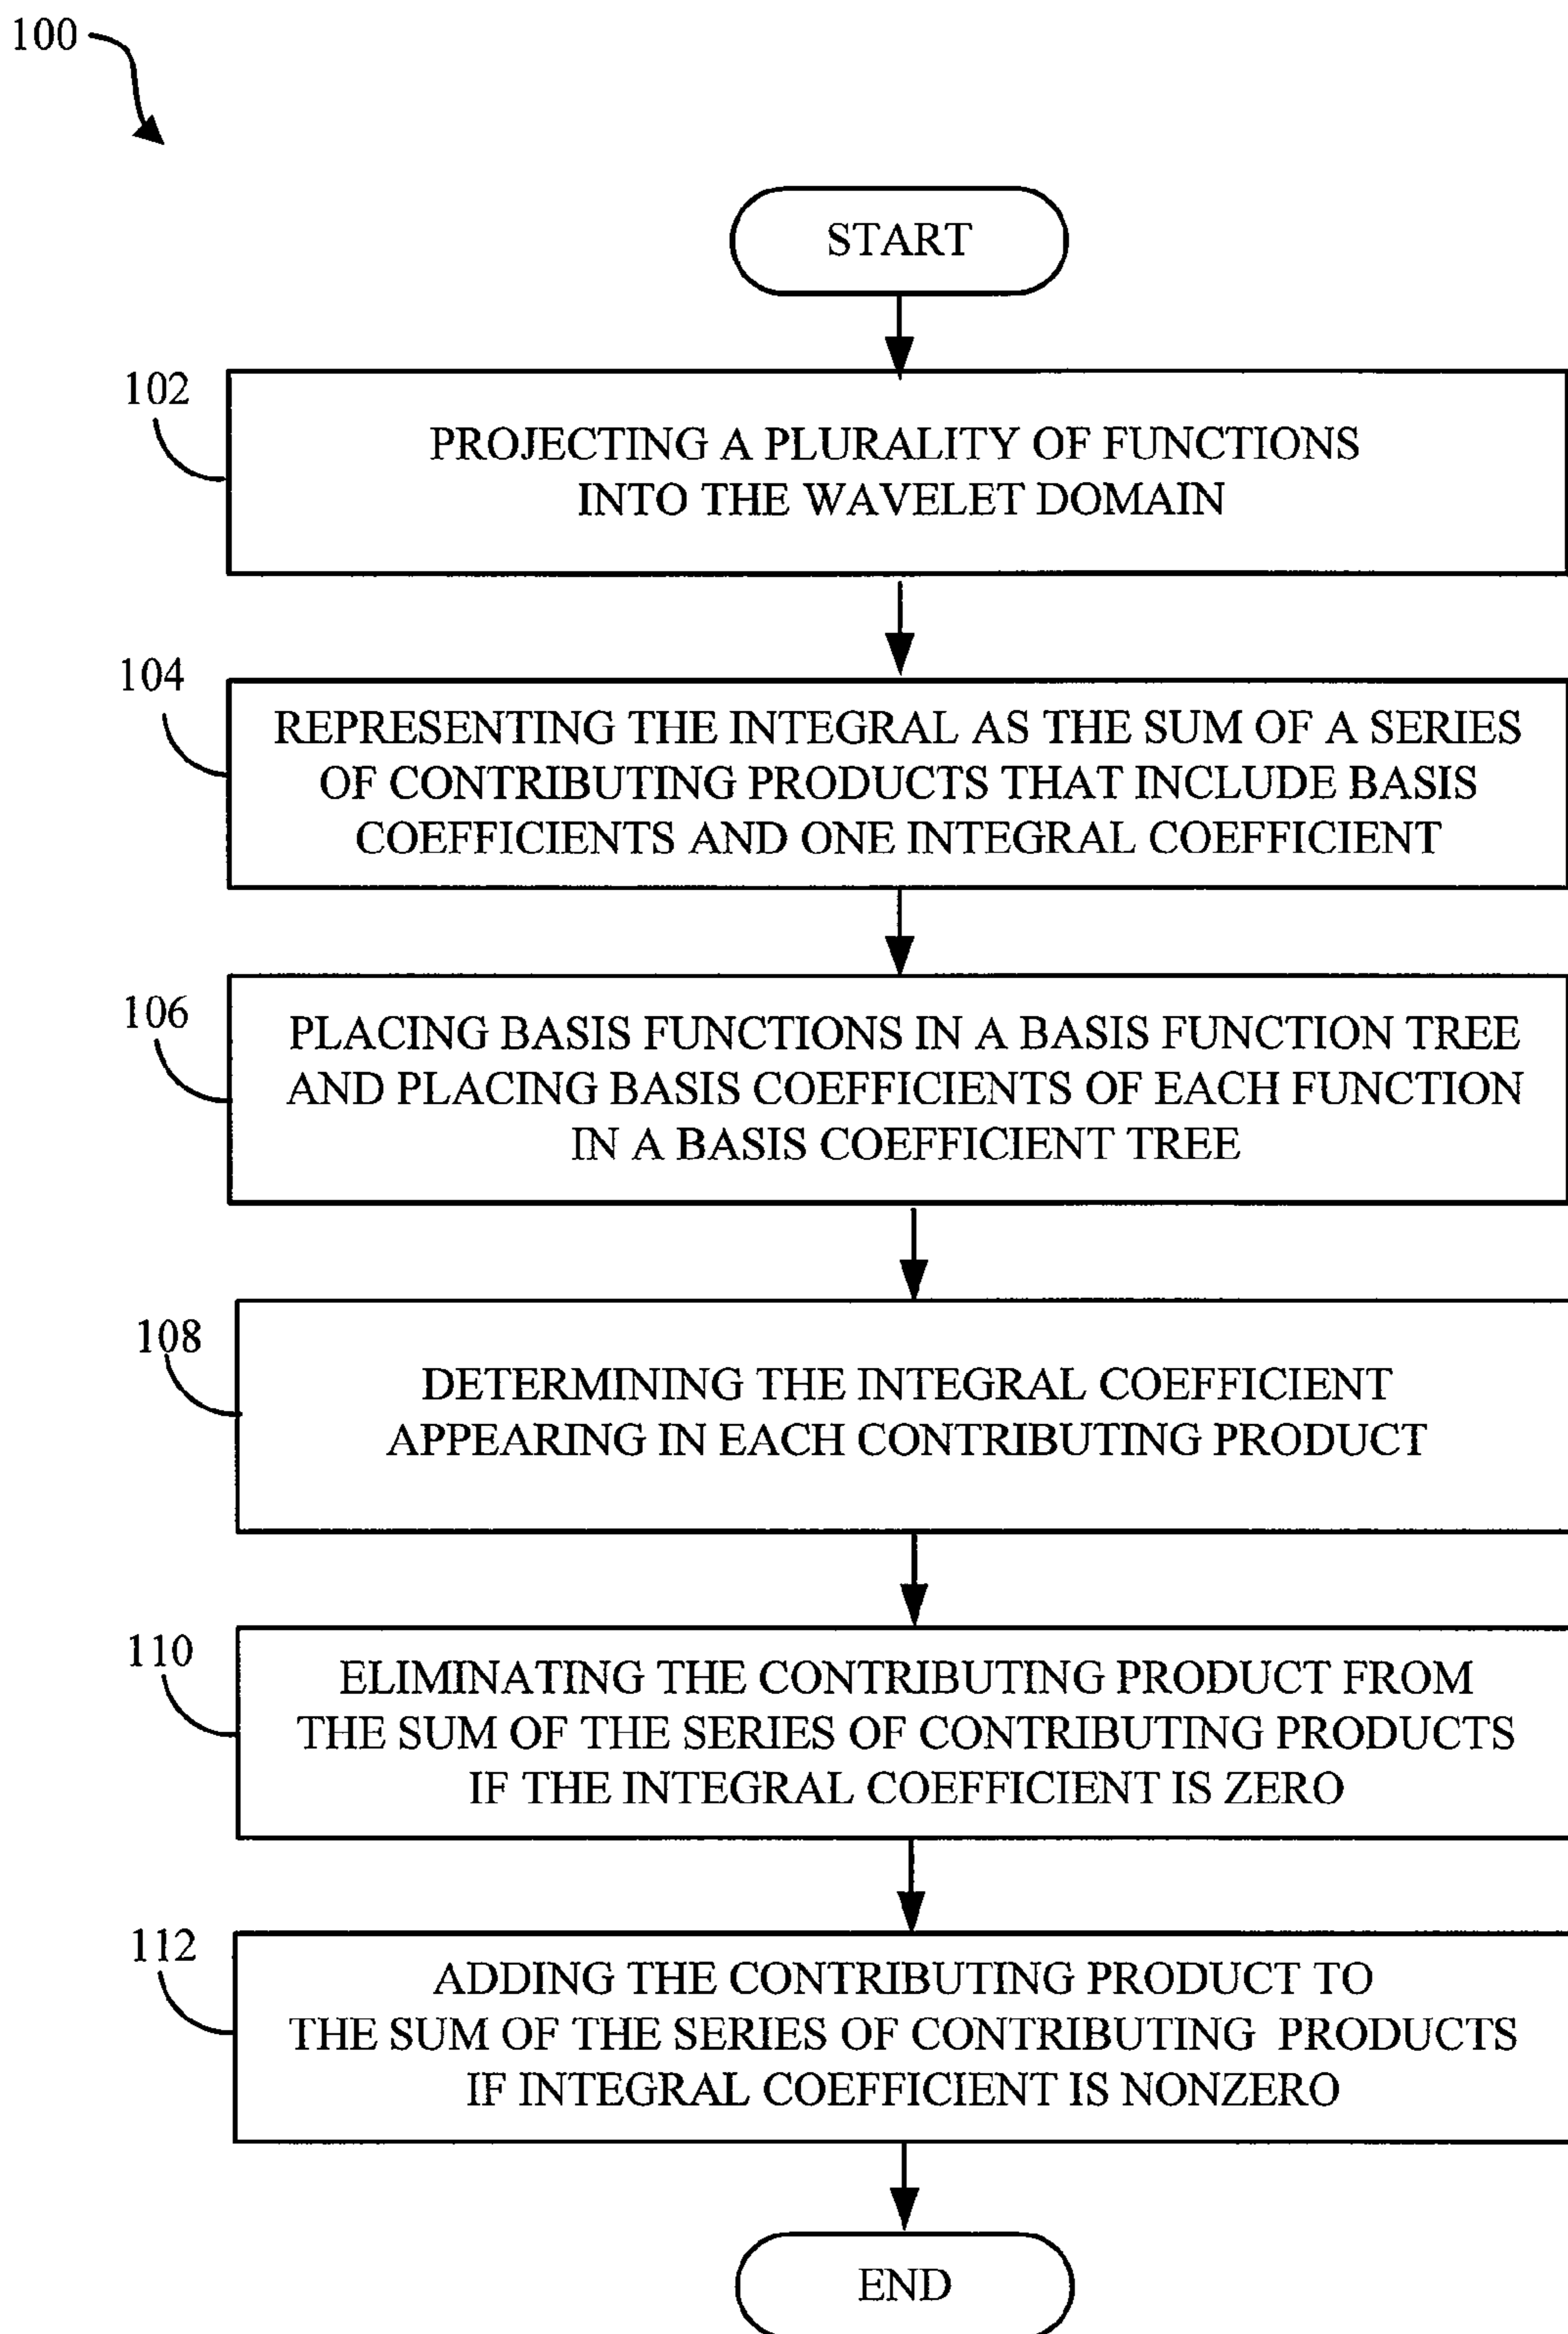 100
START
102
PROJECTING A PLURALITY OF FUNCTIONS
INTO THE WAVELET DOMAIN
104
REPRESENTING THE INTEGRAL AS THE SUM OF A SERIES
OF CONTRIBUTING PRODUCTS THAT INCLUDE BASIS
COEFFICIENTS AND ONE INTEGRAL COEFFICIENT
106
PLACING BASIS FUNCTIONS IN A BASIS FUNCTION TREE
AND PLACING BASIS COEFFICIENTS OF EACH FUNCTION
IN A BASIS COEFFICIENT TREE
108
DETERMINING THE INTEGRAL COEFFICIENT
APPEARING IN EACH CONTRIBUTING PRODUCT
110
ELIMINATING THE CONTRIBUTING PRODUCT FROM
THE SUM OF THE SERIES OF CONTRIBUTING PRODUCTS
IF THE INTEGRAL COEFFICIENT IS ZERO
112
ADDING THE CONTRIBUTING PRODUCT TO
THE SUM OF THE SERIES OF CONTRIBUTING PRODUCTS
IF INTEGRAL COEFFICIENT IS NONZERO
END